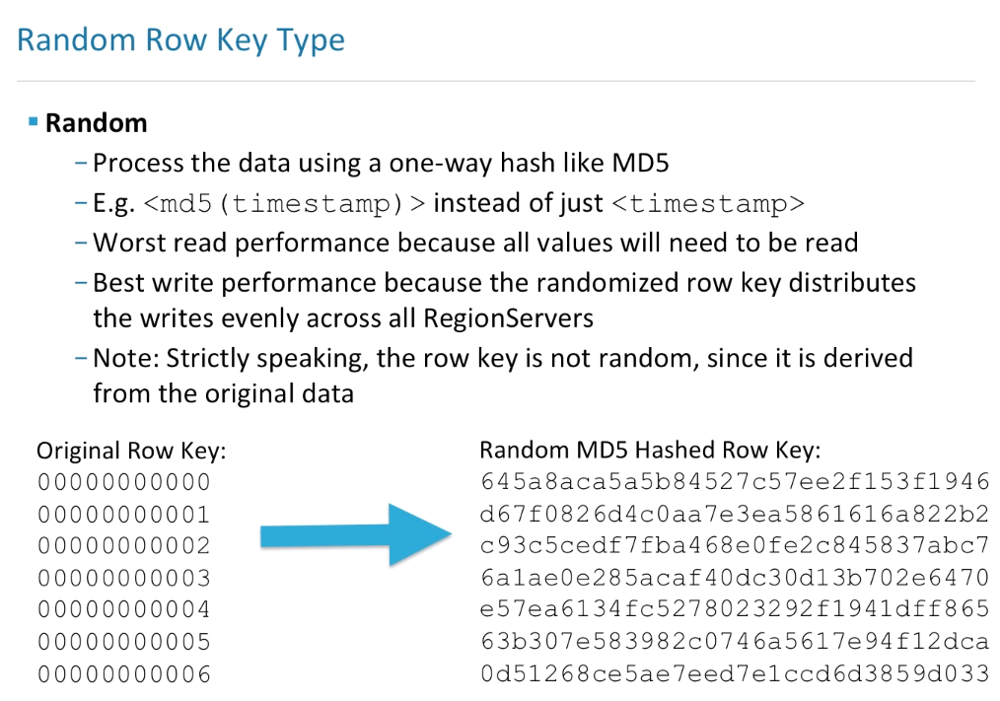 Random Row Key Type
Random
– Process the data using a one-way hash like MD5
– E.g. <md5(timestamp)> instead of just <timestamp>
– Worst read performance because all values will need to be read
– Best write performance because the randomized row key distributes
the writes evenly across all RegionServers
– Note: Strictly speaking, the row key is not random, since it is derived
from the original data
Original Row Key:
00000000000
00000000001
00000000002
00000000003
00000000004
00000000005
00000000006
Random MD5 Hashed Row Key:
645a8aca5a5b84527c57ee2f153f1946
d67f0826d4c0aa7e3ea5861616a822b2
c93c5cedf7fba468e0fe2c845837abc7
6a1ae0e285acaf40dc30d13b702e6470
e57ea6134fc5278023292f1941dff865
63b307e583982c0746a5617e94f12dca
0d51268ce5ae7eed7e1ccd6d3859d033